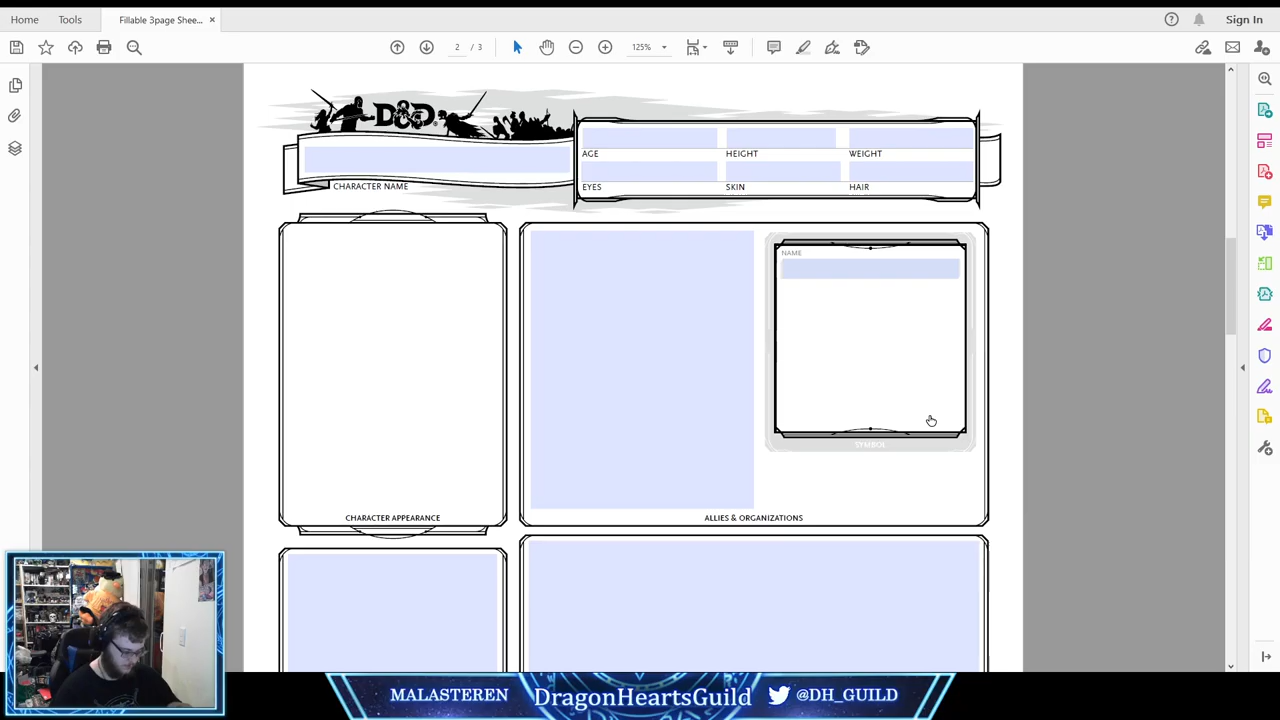 Home Tools Fillable 3page Shee... × ? Sign In
2 / 3 125%
D&D
AGE HEIGHT WEIGHT
CHARACTER NAME EYES SKIN HAIR
NAME
SYMBOL
CHARACTER APPEARANCE ALLIES & ORGANIZATIONS
MALASTEREN DragonHeartsGuild @DH_GUILD